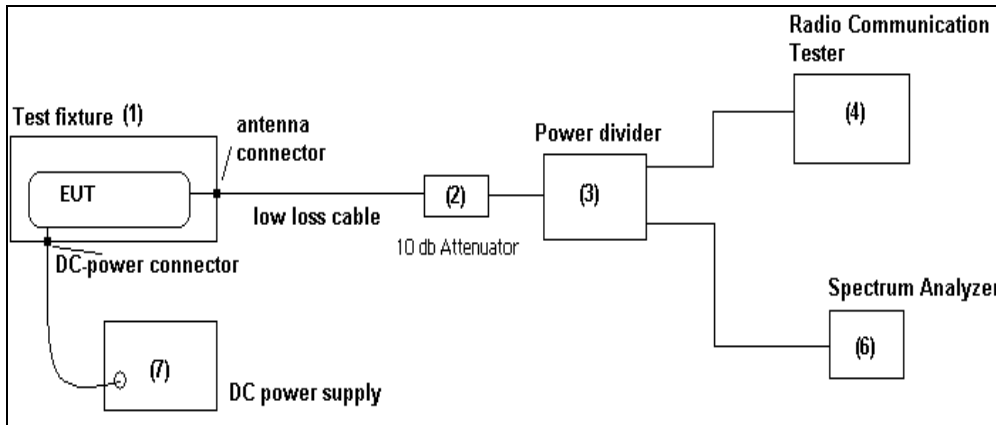 Radio Communication
Tester
(4)
Test fixture (1)
antenna
connector
Power divider
EUT
(2)
(3)
low loss cable
10 db Attenuator
DC-power connector
Spectrum Analyzer
(6)
(7)
DC power supply